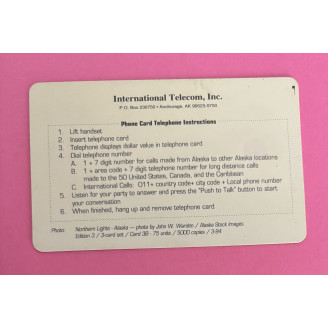 International Telecom, Inc.
P.O. Box 230750 • Anchorage, AK 99523-0750
Phone Card Telephone Instructions
1. Lift handset
2. Insert telephone card
3. Telephone displays dollar value in telephone card
4. Dial telephone number
A. 1 + 7 digit number for calls made from Alaska to other Alaska locations
B. 1 + area code + 7 digit telephone number for long distance calls
made to the 50 United States, Canada, and the Caribbean
C. International Calls: 011+ country code+ city code + Local phone number
5. Listen for your party to answer and press the "Push to Talk" button to start
your conversation.
6. When finished, hang up and remove telephone card
Photo: Northern Lights - Alaska — photo by John W. Warden / Alaska Stock Images
Edition 3 / 3-card set / Card 3B - 75 units / 5000 copies / 3-94